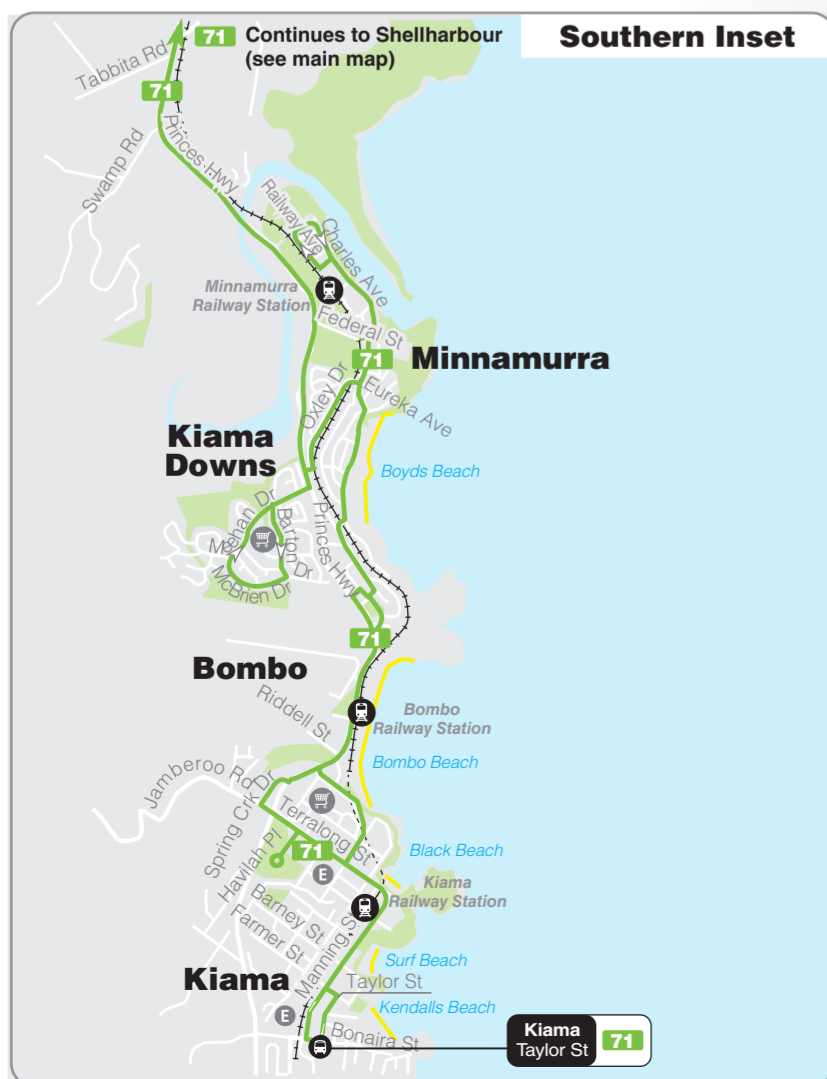 71 Continues to Shellharbour
(see main map)
Southern Inset
Tabbita Rd
71
Swamp Rd
Princes Hwy
Railway Ave
Charles Ave
Minnamurra
Railway Station
Federal St
71
Minnamurra
Oxley Dr
Eureka Ave
Kiama
Downs
Boyds Beach
Meehan Dr
Barton Dr
McBrien Dr
Princes Hwy
71
Bombo
Riddell St
Bombo
Railway Station
Bombo Beach
Jamberoo Rd
Spring Crk Dr
Terralong St
Havilah Pl
71
E
Black Beach
Kiama
Railway Station
Barney St
Farmer St
Manning St
Surf Beach
Kiama
Taylor St
Kendalls Beach
E
Bonaira St
Kiama
Taylor St
71